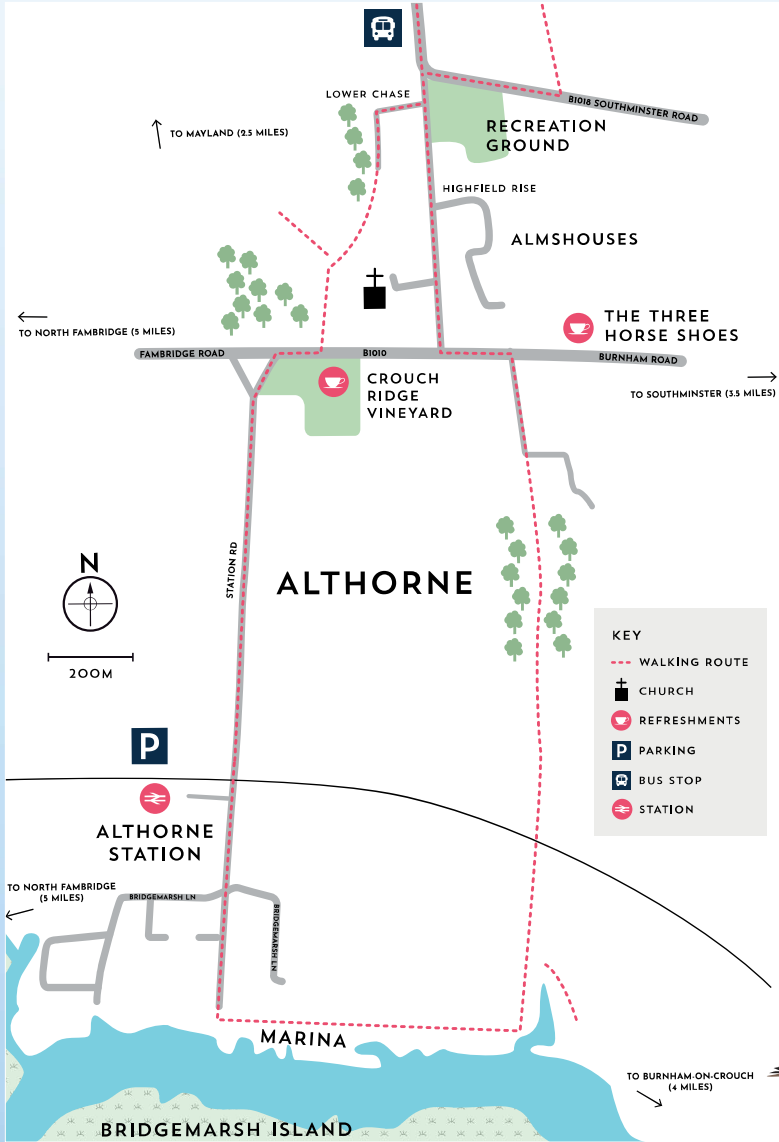 LOWER CHASE
B1018 SOUTHMINSTER ROAD
TO MAYLAND (2.5 MILES)
RECREATION
GROUND
HIGHFIELD RISE
ALMSHOUSES
THE THREE
HORSE SHOES
TO NORTH FAMBRIDGE (5 MILES)
FAMBRIDGE ROAD
B1010
BURNHAM ROAD
CROUCH
RIDGE
VINEYARD
TO SOUTHMINSTER (3.5 MILES)
STATION RD
N
200M
ALTHORNE
KEY
WALKING ROUTE
CHURCH
REFRESHMENTS
P PARKING
BUS STOP
STATION
P
ALTHORNE
STATION
TO NORTH FAMBRIDGE
(5 MILES)
BRIDGEMARSH LN
BRIDGEMARSH LN
MARINA
TO BURNHAM-ON-CROUCH
(4 MILES)
BRIDGEMARSH ISLAND